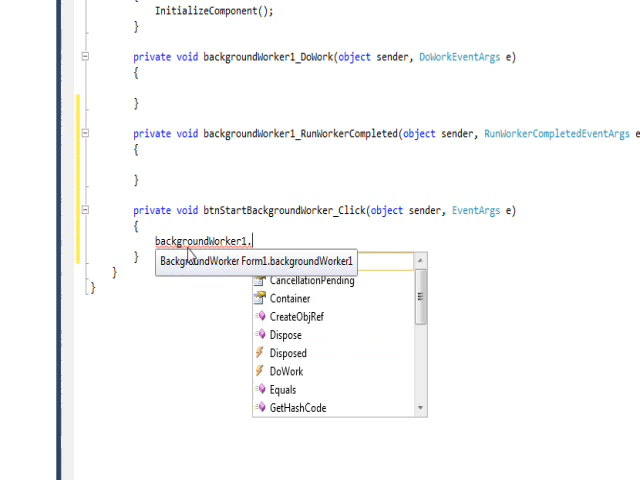 InitializeComponent();
}
private void backgroundWorker1_DoWork(object sender, DoWorkEventArgs e)
{
}
private void backgroundWorker1_RunWorkerCompleted(object sender, RunWorkerCompletedEventArgs e
{
}
private void btnStartBackgroundWorker_Click(object sender, EventArgs e)
{
backgroundWorker1.
}
BackgroundWorker Form1.backgroundWorker1
CancellationPending
}
Container
}
CreateObjRef
Dispose
Disposed
DoWork
Equals
GetHashCode